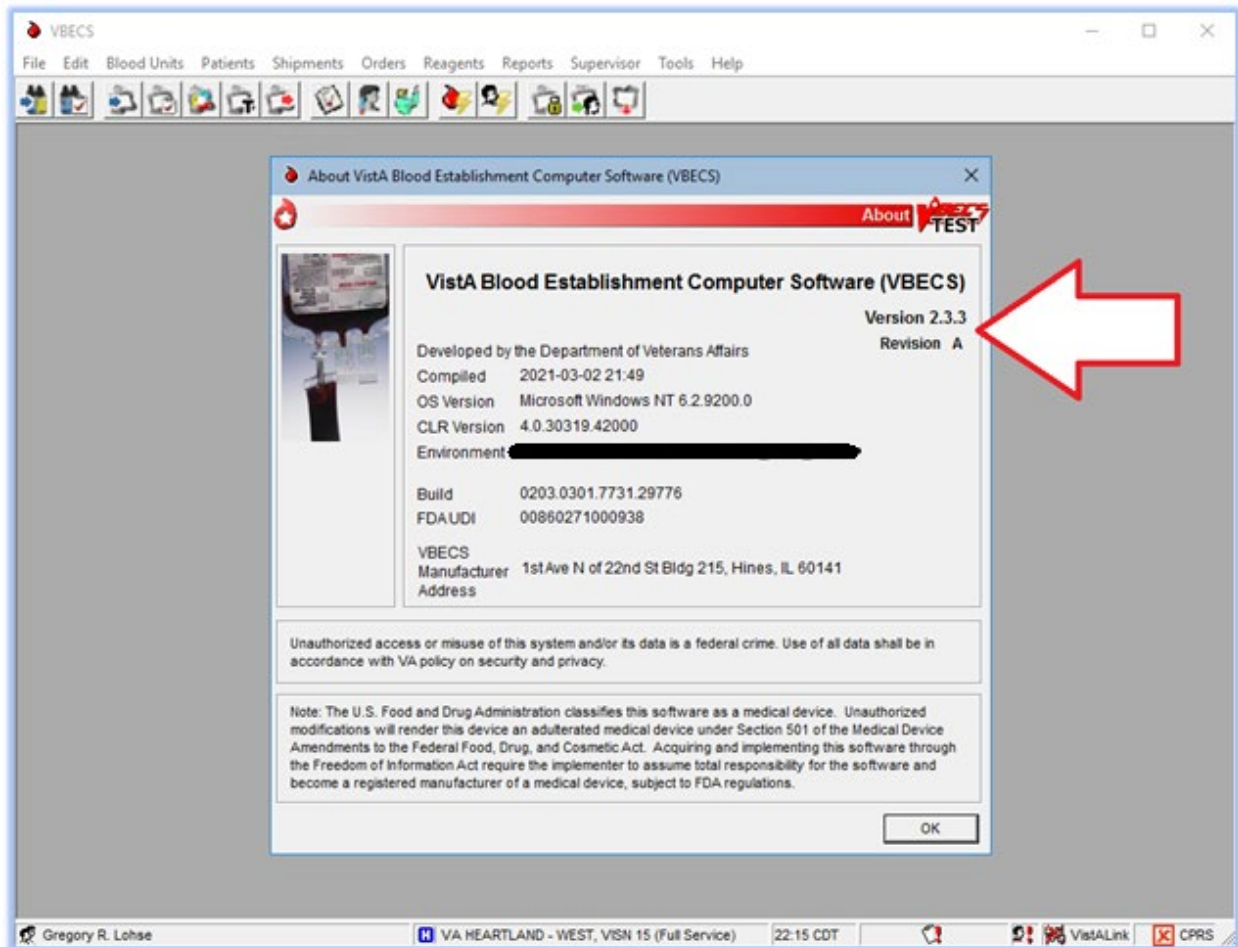 VBECS
File Edit Blood Units Patients Shipments Orders Reagents Reports Supervisor Tools Help
About VistA Blood Establishment Computer Software (VBECS)
About
VBECS
TEST
VistA Blood Establishment Computer Software (VBECS)
Version 2.3.3
Revision A
Developed by the Department of Veterans Affairs
Compiled 2021-03-02 21:49
OS Version Microsoft Windows NT 6.2.9200.0
CLR Version 4.0.30319.42000
Environment
Build 0203.0301.7731.29776
FDA UDI 00860271000938
VBECS
Manufacturer 1st Ave N of 22nd St Bldg 215, Hines, IL 60141
Address
Unauthorized access or misuse of this system and/or its data is a federal crime. Use of all data shall be in
accordance with VA policy on security and privacy.
Note: The U.S. Food and Drug Administration classifies this software as a medical device. Unauthorized
modifications will render this device an adulterated medical device under Section 501 of the Medical Device
Amendments to the Federal Food, Drug, and Cosmetic Act. Acquiring and implementing this software through
the Freedom of Information Act require the implementer to assume total responsibility for the software and
become a registered manufacturer of a medical device, subject to FDA regulations.
OK
Gregory R. Lohse H VA HEARTLAND - WEST, VISN 15 (Full Service) 22:15 CDT VistALink CPRS